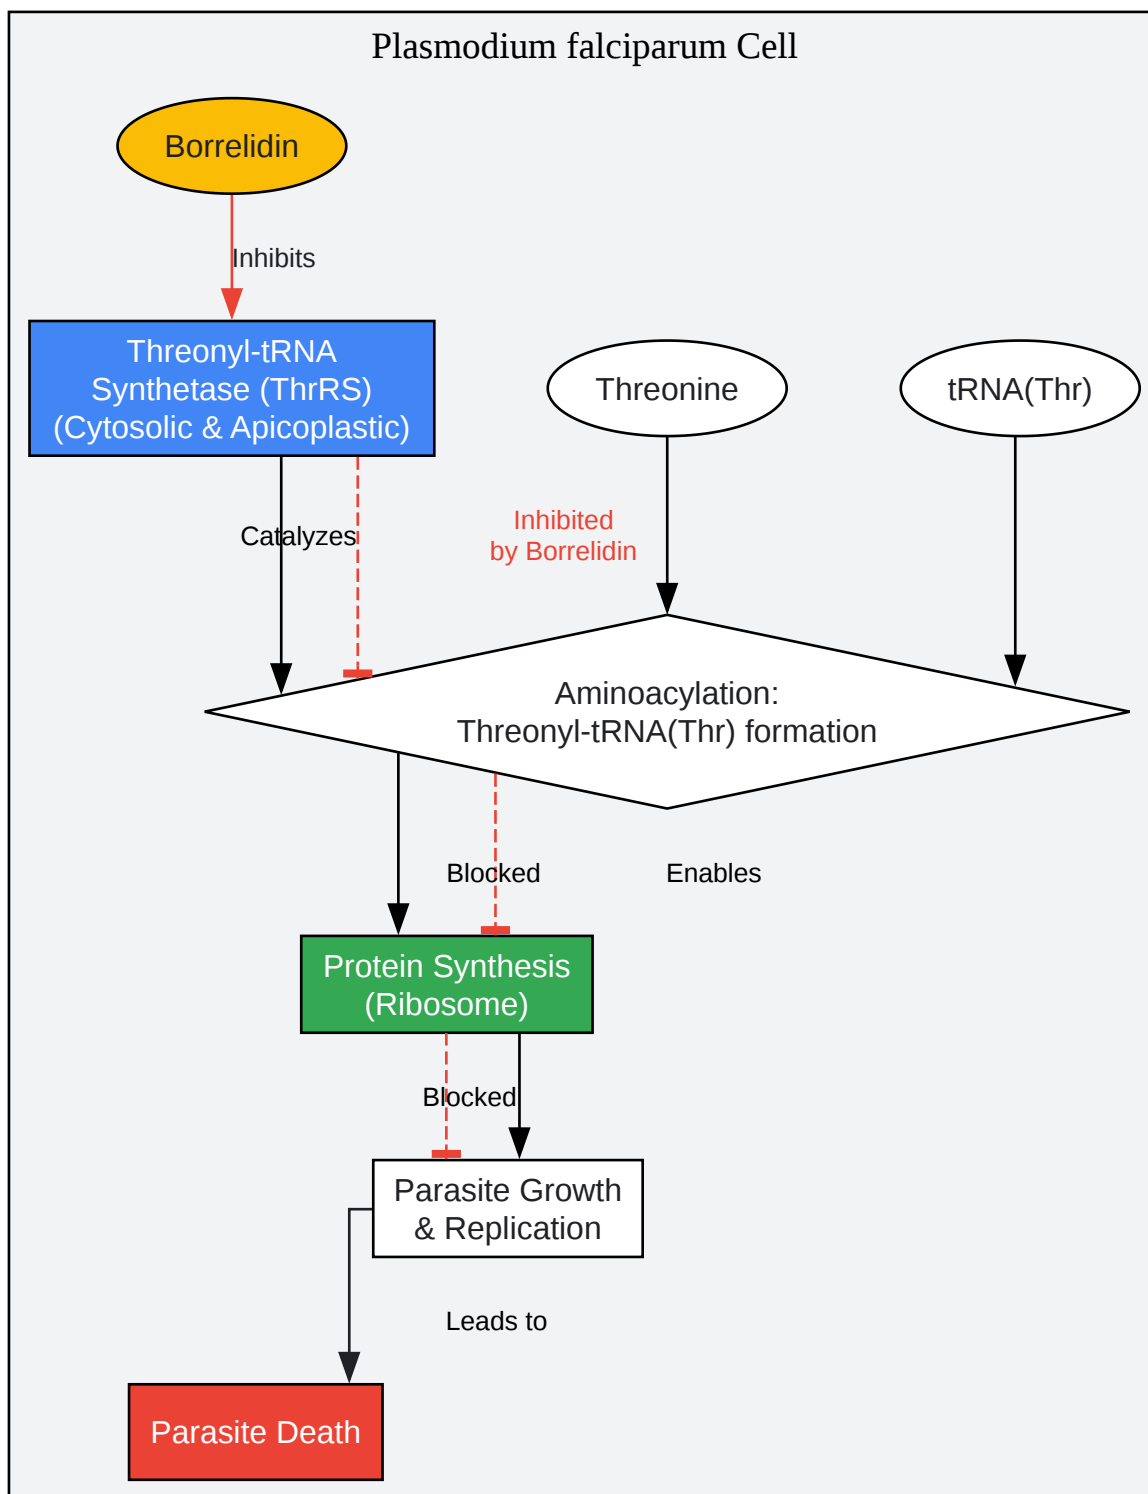 Plasmodium falciparum Cell
Borrelidin
Inhibits
Threonyl-tRNA
Synthetase (ThrRS)
(Cytosolic & Apicoplastic)
Threonine
tRNA(Thr)
Catalyzes
Inhibited
by Borrelidin
Aminoacylation:
Threonyl-tRNA(Thr) formation
Blocked
Enables
Protein Synthesis
(Ribosome)
Blocked
Parasite Growth
& Replication
Leads to
Parasite Death